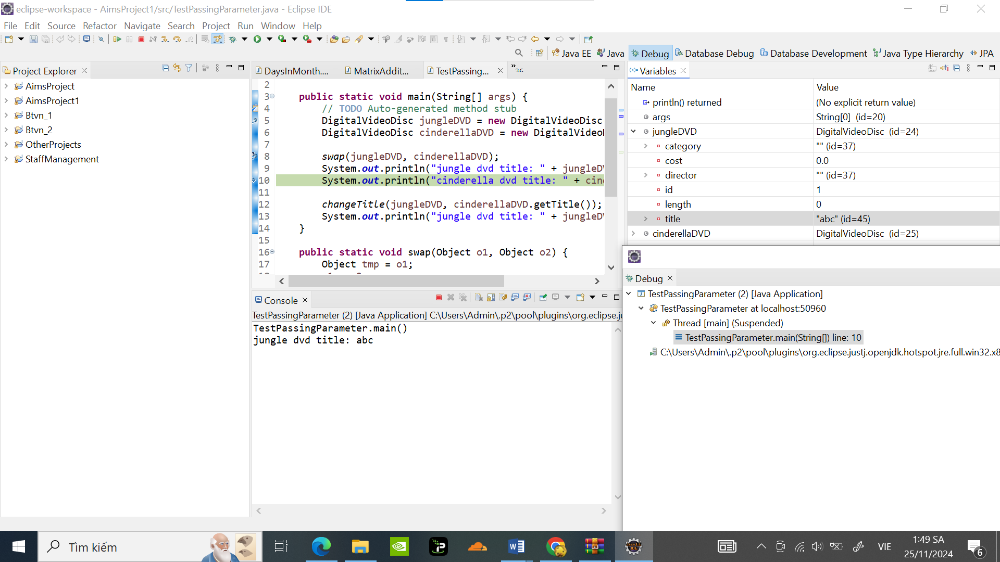 eclipse-workspace - AimsProject1/src/TestPassingParameter.java - Eclipse IDE
File Edit Source Refactor Navigate Search Project Run Window Help
Java EE Java Debug Database Debug Database Development Java Type Hierarchy JPA
Project Explorer
AimsProject
AimsProject1
Btvn_1
Btvn_2
OtherProjects
StaffManagement
DaysInMonth.... MatrixAddit... TestPassing... »36
2
3 public static void main(String[] args) {
4 // TODO Auto-generated method stub
5 DigitalVideoDisc jungleDVD = new DigitalVideoDisc
6 DigitalVideoDisc cinderellaDVD = new DigitalVideo
7
8 swap(jungleDVD, cinderellaDVD);
9 System.out.println("jungle dvd title: " + jungleD
10 System.out.println("cinderella dvd title: " + cin
11
12 changeTitle(jungleDVD, cinderellaDVD.getTitle());
13 System.out.println("jungle dvd title: " + jungleD
14 }
15
16 public static void swap(Object o1, Object o2) {
17 Object tmp = o1;
Console
TestPassingParameter (2) [Java Application] C:\Users\Admin\.p2\pool\plugins\org.eclipse.ju
TestPassingParameter.main()
jungle dvd title: abc
Variables
Name Value
println() returned (No explicit return value)
args String[0] (id=20)
jungleDVD DigitalVideoDisc (id=24)
category "" (id=37)
cost 0.0
director "" (id=37)
id 1
length 0
title "abc" (id=45)
cinderellaDVD DigitalVideoDisc (id=25)
Debug
TestPassingParameter (2) [Java Application]
TestPassingParameter at localhost:50960
Thread [main] (Suspended)
TestPassingParameter.main(String[]) line: 10
C:\Users\Admin\.p2\pool\plugins\org.eclipse.justj.openjdk.hotspot.jre.full.win32.x8
Tìm kiếm
Java EE IDE
VIE
1:49 SA
25/11/2024
6